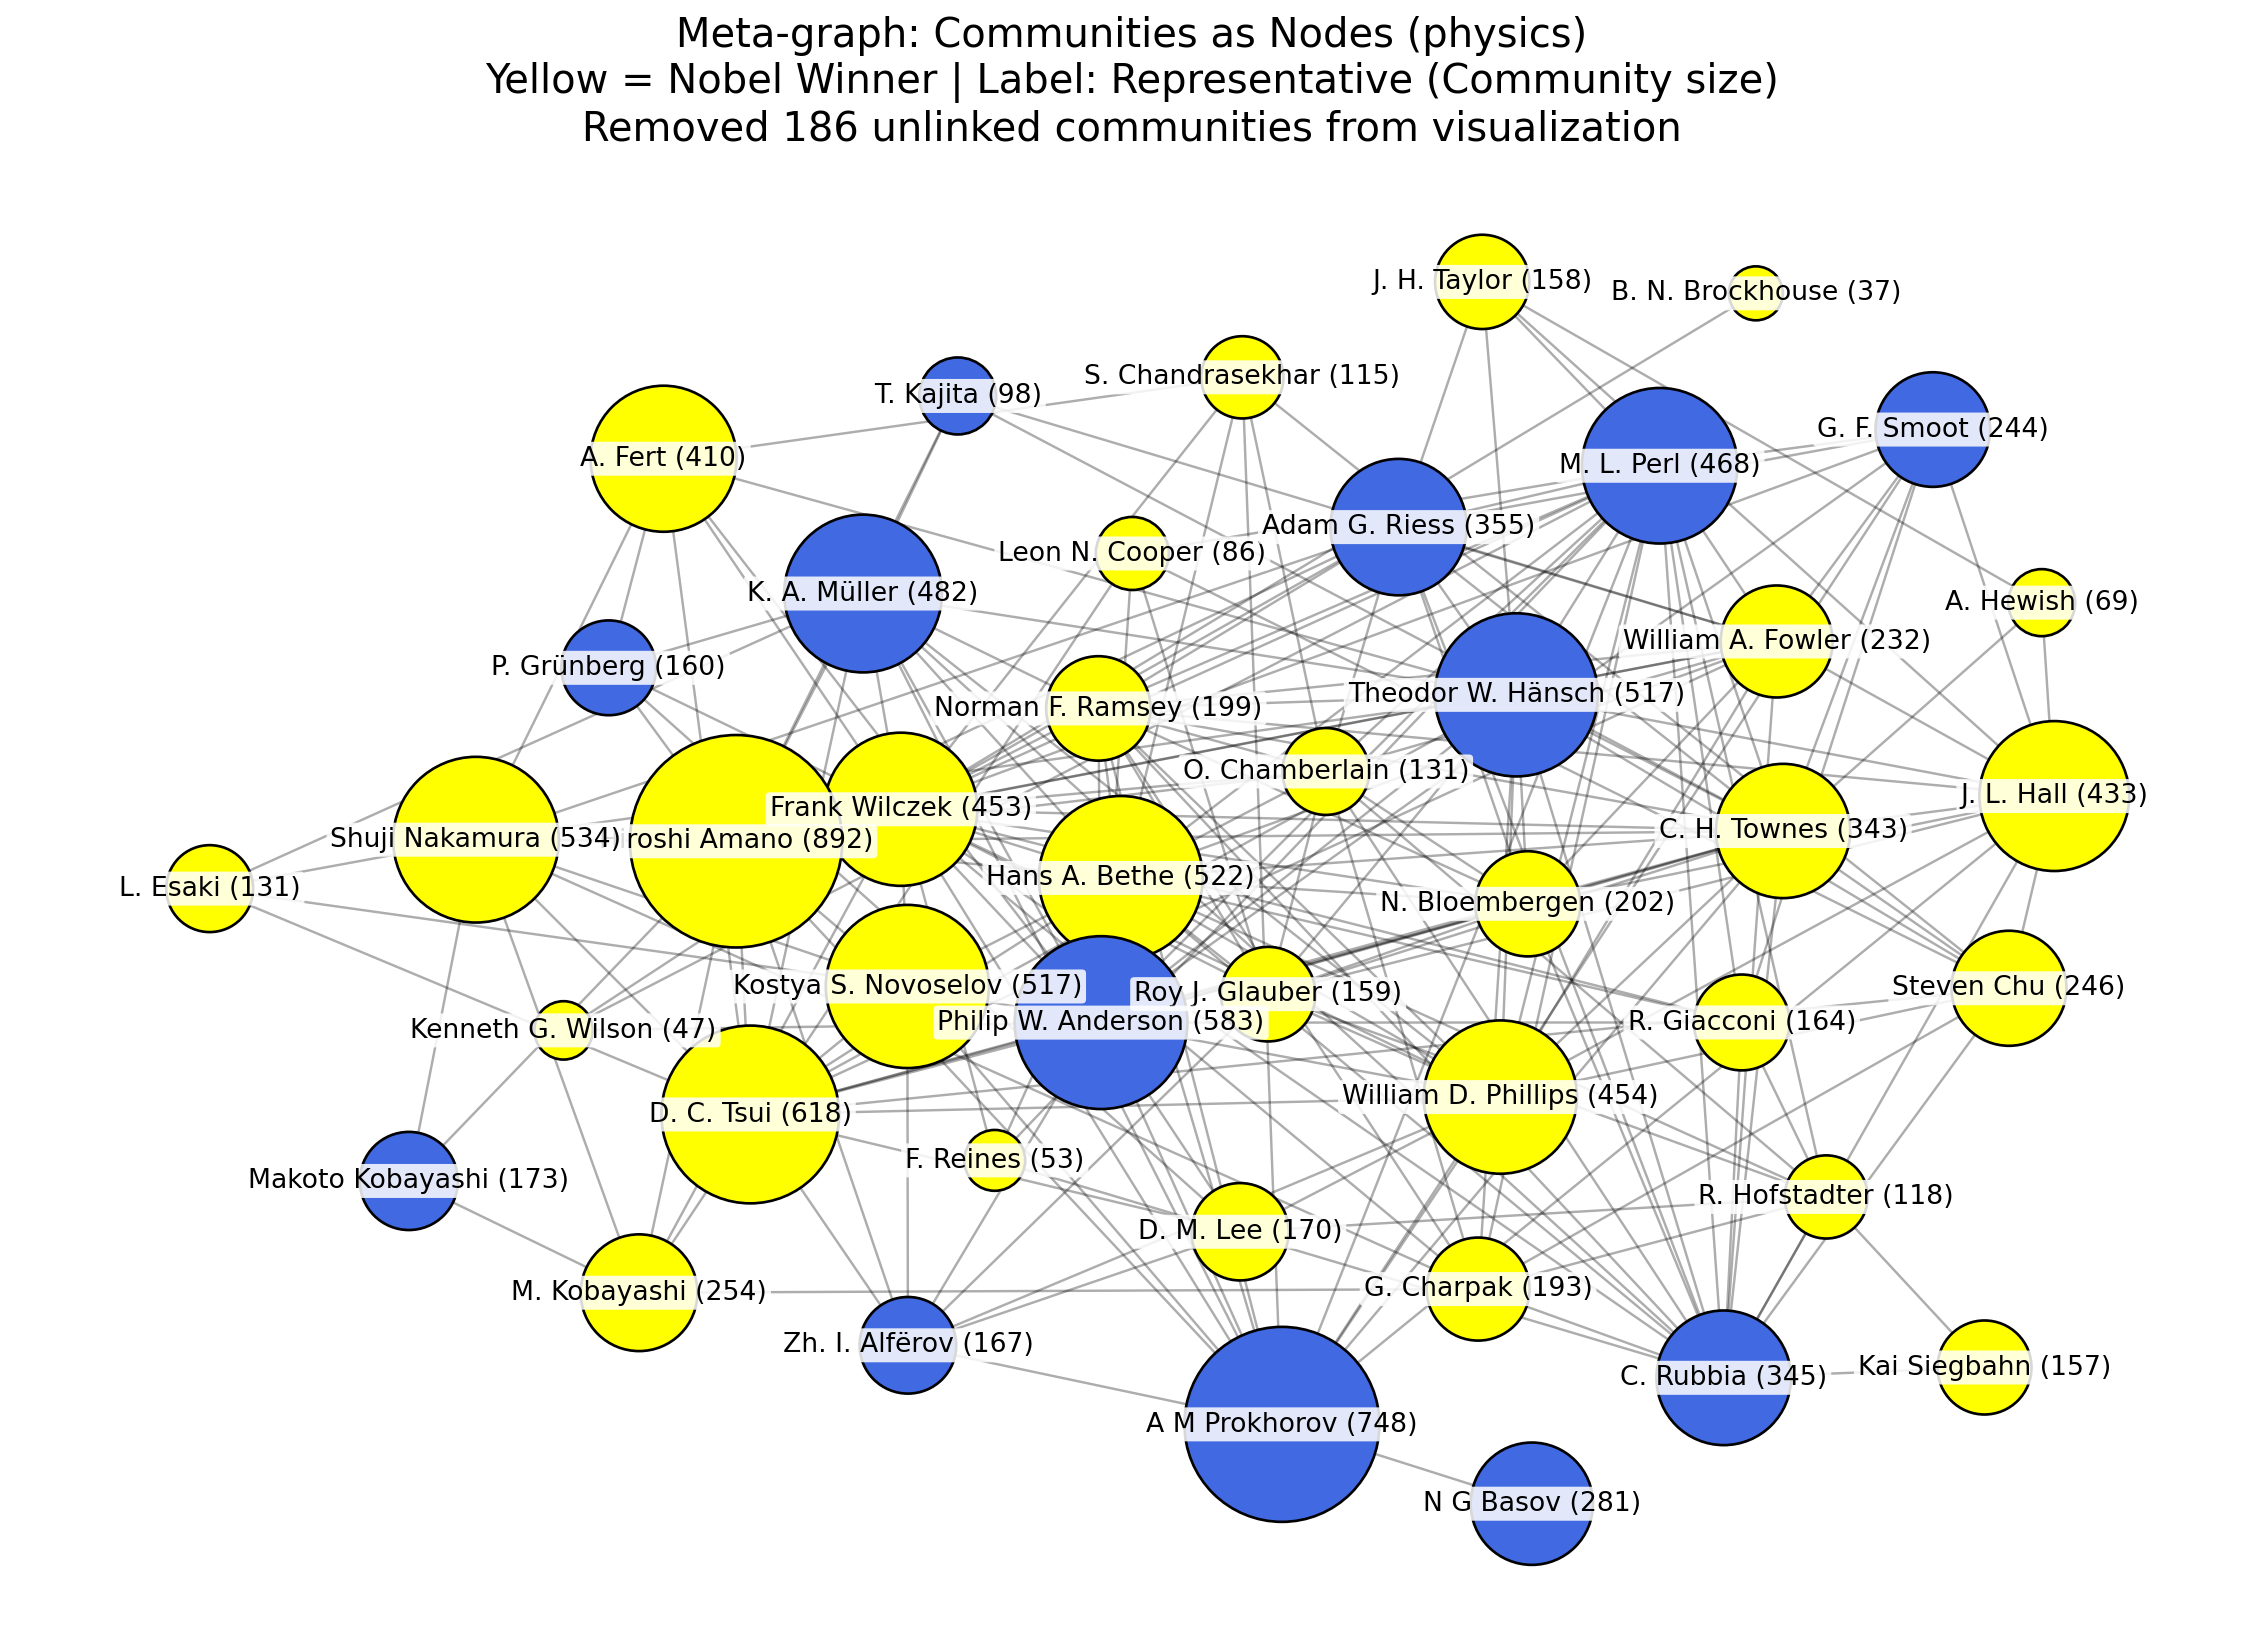 Meta-graph: Communities as Nodes (physics)
Yellow = Nobel Winner | Label: Representative (Community size)
Removed 186 unlinked communities from visualization
J. H. Taylor (158)
B. N. Brockhouse (37)
S. Chandrasekhar (115)
T. Kajita (98)
G. F. Smoot (244)
A. Fert (410)
M. L. Perl (468)
Adam G. Riess (355)
Leon N. Cooper (86)
K. A. Müller (482)
A. Hewish (69)
William A. Fowler (232)
P. Grünberg (160)
Theodor W. Hänsch (517)
Norman F. Ramsey (199)
O. Chamberlain (131)
J. L. Hall (433)
Frank Wilczek (453)
C. H. Townes (343)
Shuji Nakamura (534)
iroshi Amano (892)
Hans A. Bethe (522)
L. Esaki (131)
N. Bloembergen (202)
Kostya S. Novoselov (517)
Steven Chu (246)
Roy J. Glauber (159)
Philip W. Anderson (583)
R. Giacconi (164)
Kenneth G. Wilson (47)
William D. Phillips (454)
D. C. Tsui (618)
F. Reines (53)
Makoto Kobayashi (173)
R. Hofstadter (118)
D. M. Lee (170)
M. Kobayashi (254)
G. Charpak (193)
Zh. I. Alfërov (167)
Kai Siegbahn (157)
C. Rubbia (345)
A M Prokhorov (748)
N G Basov (281)